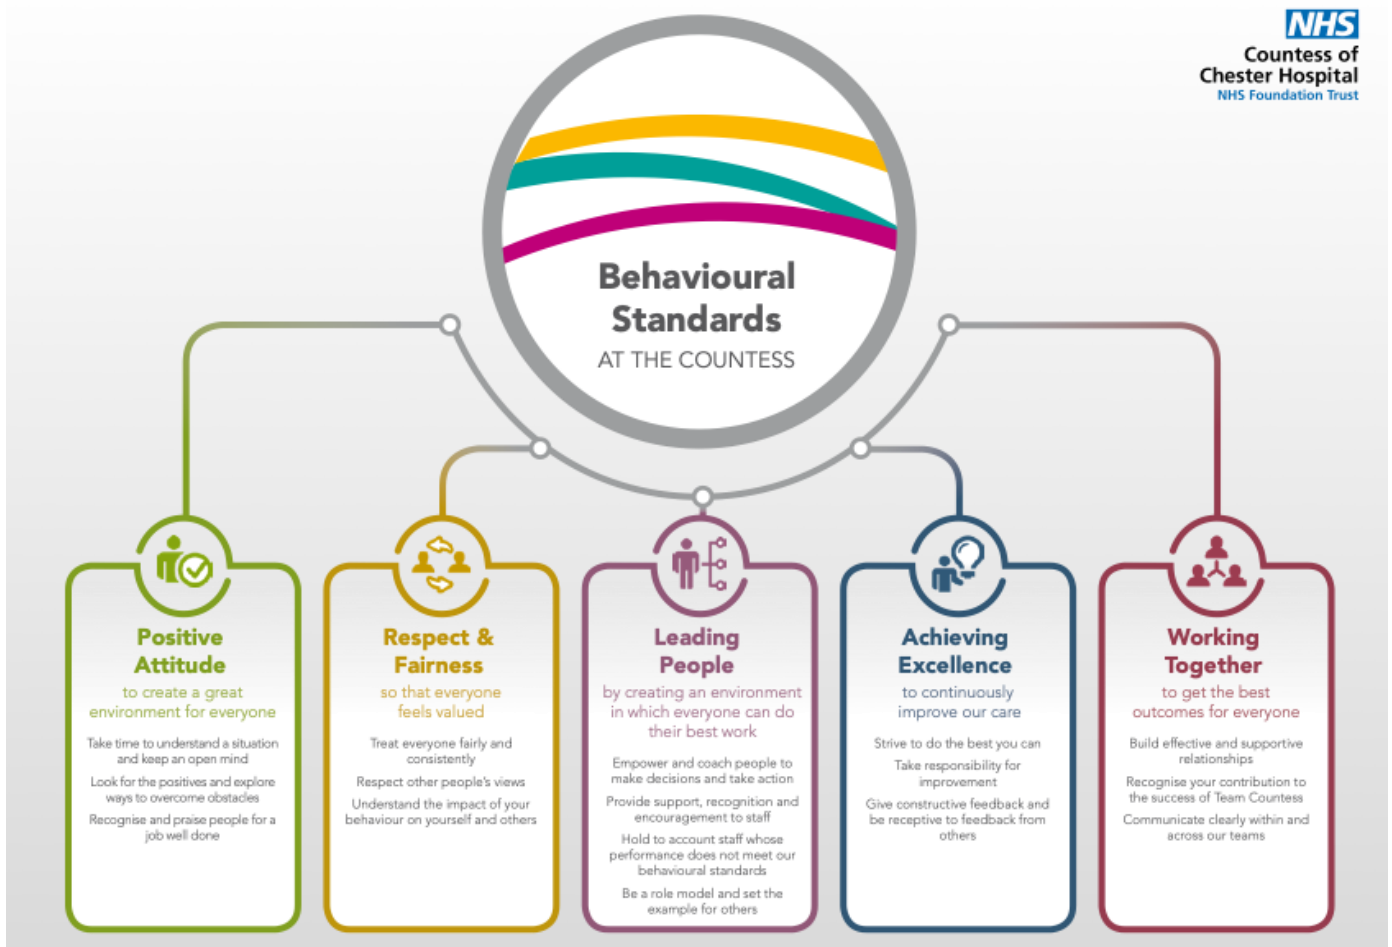 NHS
Countess of
Chester Hospital
NHS Foundation Trust
Behavioural
Standards
AT THE COUNTESS
Positive
Attitude
to create a great
environment for everyone
Take time to understand a situation
and keep an open mind
Look for the positives and explore
ways to overcome obstacles
Recognise and praise people for a
job well done
Respect &
Fairness
so that everyone
feels valued
Treat everyone fairly and
consistently
Respect other people's views
Understand the impact of your
behaviour on yourself and others
Leading
People
by creating an environment
in which everyone can do
their best work
Empower and coach people to
make decisions and take action
Provide support, recognition and
encouragement to staff
Hold to account staff whose
performance does not meet our
behavioural standards
Be a role model and set the
example for others
Achieving
Excellence
to continuously
improve our care
Strive to do the best you can
Take responsibility for
improvement
Give constructive feedback and
be receptive to feedback from
others
Working
Together
to get the best
outcomes for everyone
Build effective and supportive
relationships
Recognise your contribution to
the success of Team Countess
Communicate clearly within and
across our teams